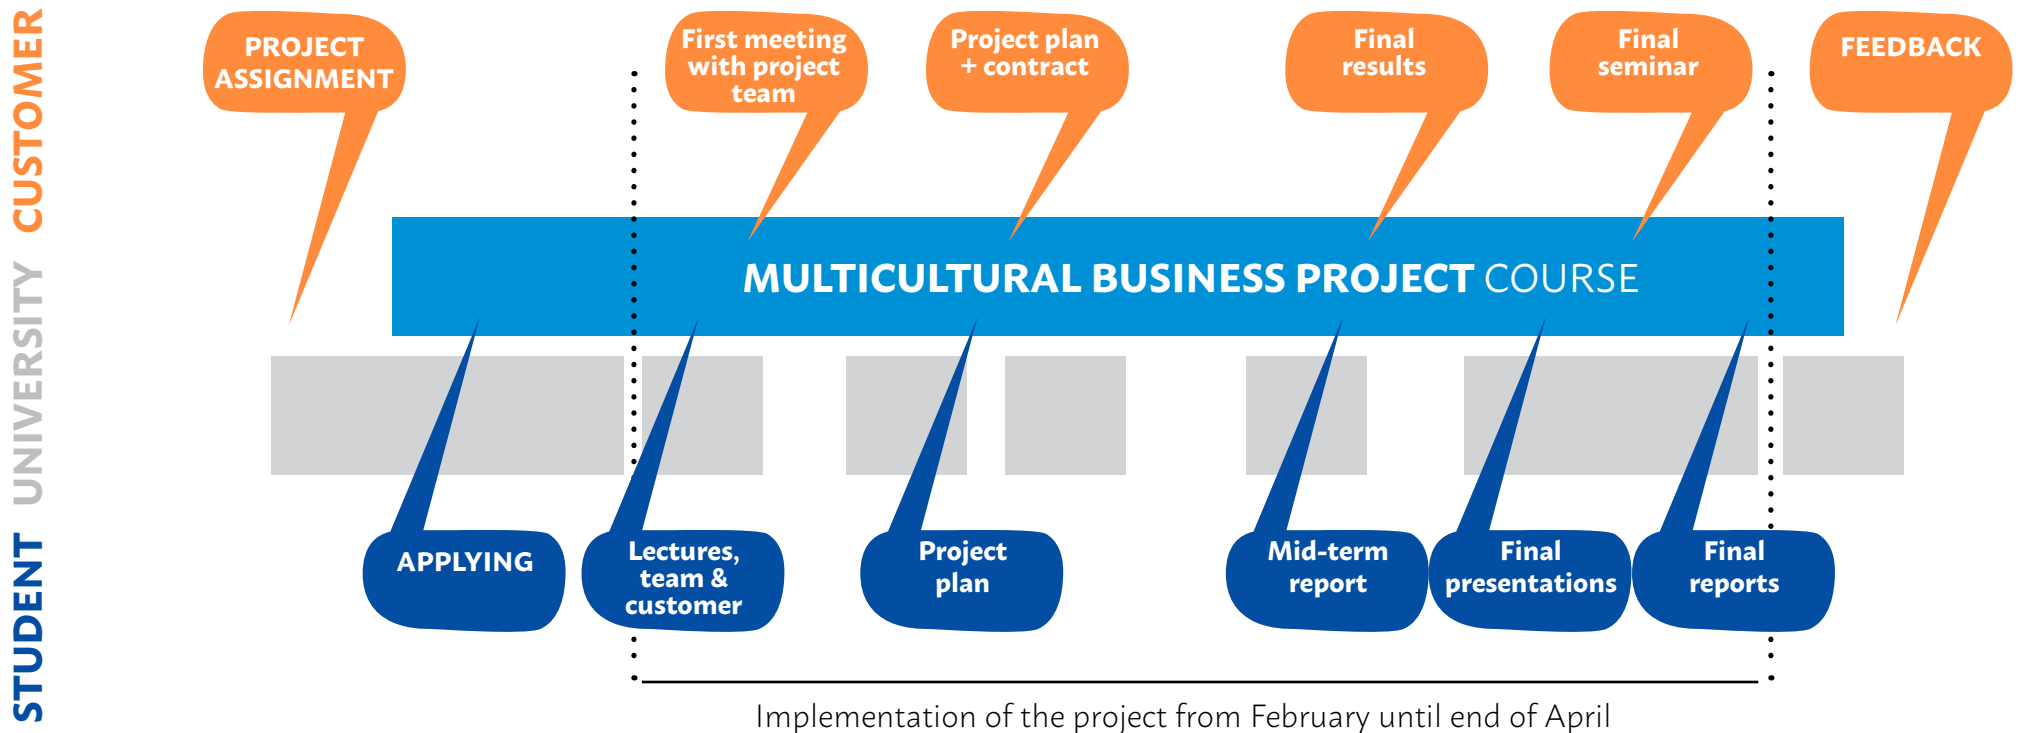 CUSTOMER
UNIVERSITY
STUDENT
PROJECT
ASSIGNMENT
First meeting
with project
team
Project plan
+ contract
Final
results
Final
seminar
FEEDBACK
MULTICULTURAL BUSINESS PROJECT COURSE
APPLYING
Lectures,
team &
customer
Project
plan
Mid-term
report
Final
presentations
Final
reports
Implementation of the project from February until end of April